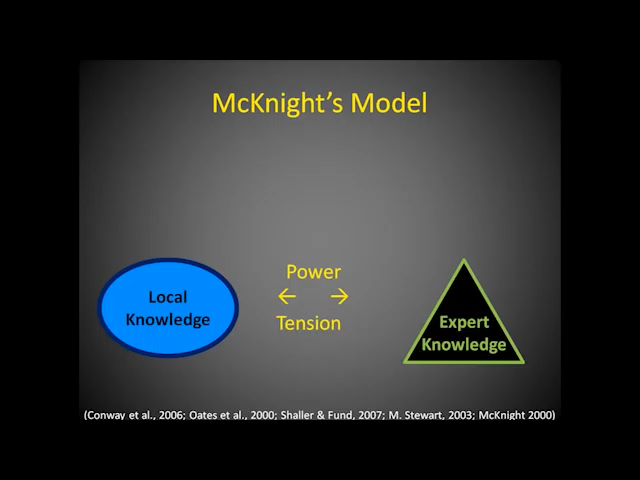 McKnight's Model
Power
← →
Tension
Local
Knowledge
Expert
Knowledge
(Conway et al., 2006; Oates et al., 2000; Shaller & Fund, 2007; M. Stewart, 2003; McKnight 2000)